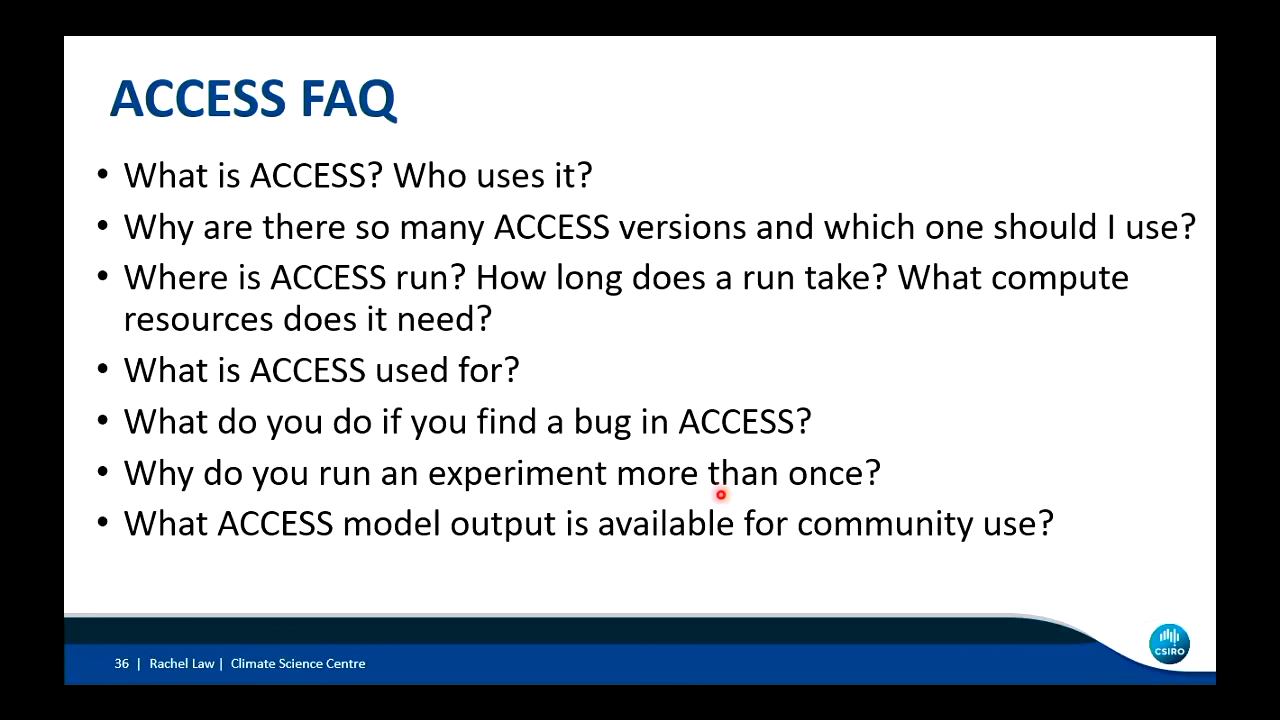 ACCESS FAQ
• What is ACCESS? Who uses it?
• Why are there so many ACCESS versions and which one should I use?
• Where is ACCESS run? How long does a run take? What compute
resources does it need?
• What is ACCESS used for?
• What do you do if you find a bug in ACCESS?
• Why do you run an experiment more than once?
• What ACCESS model output is available for community use?
36 | Rachel Law | Climate Science Centre
CSIRO